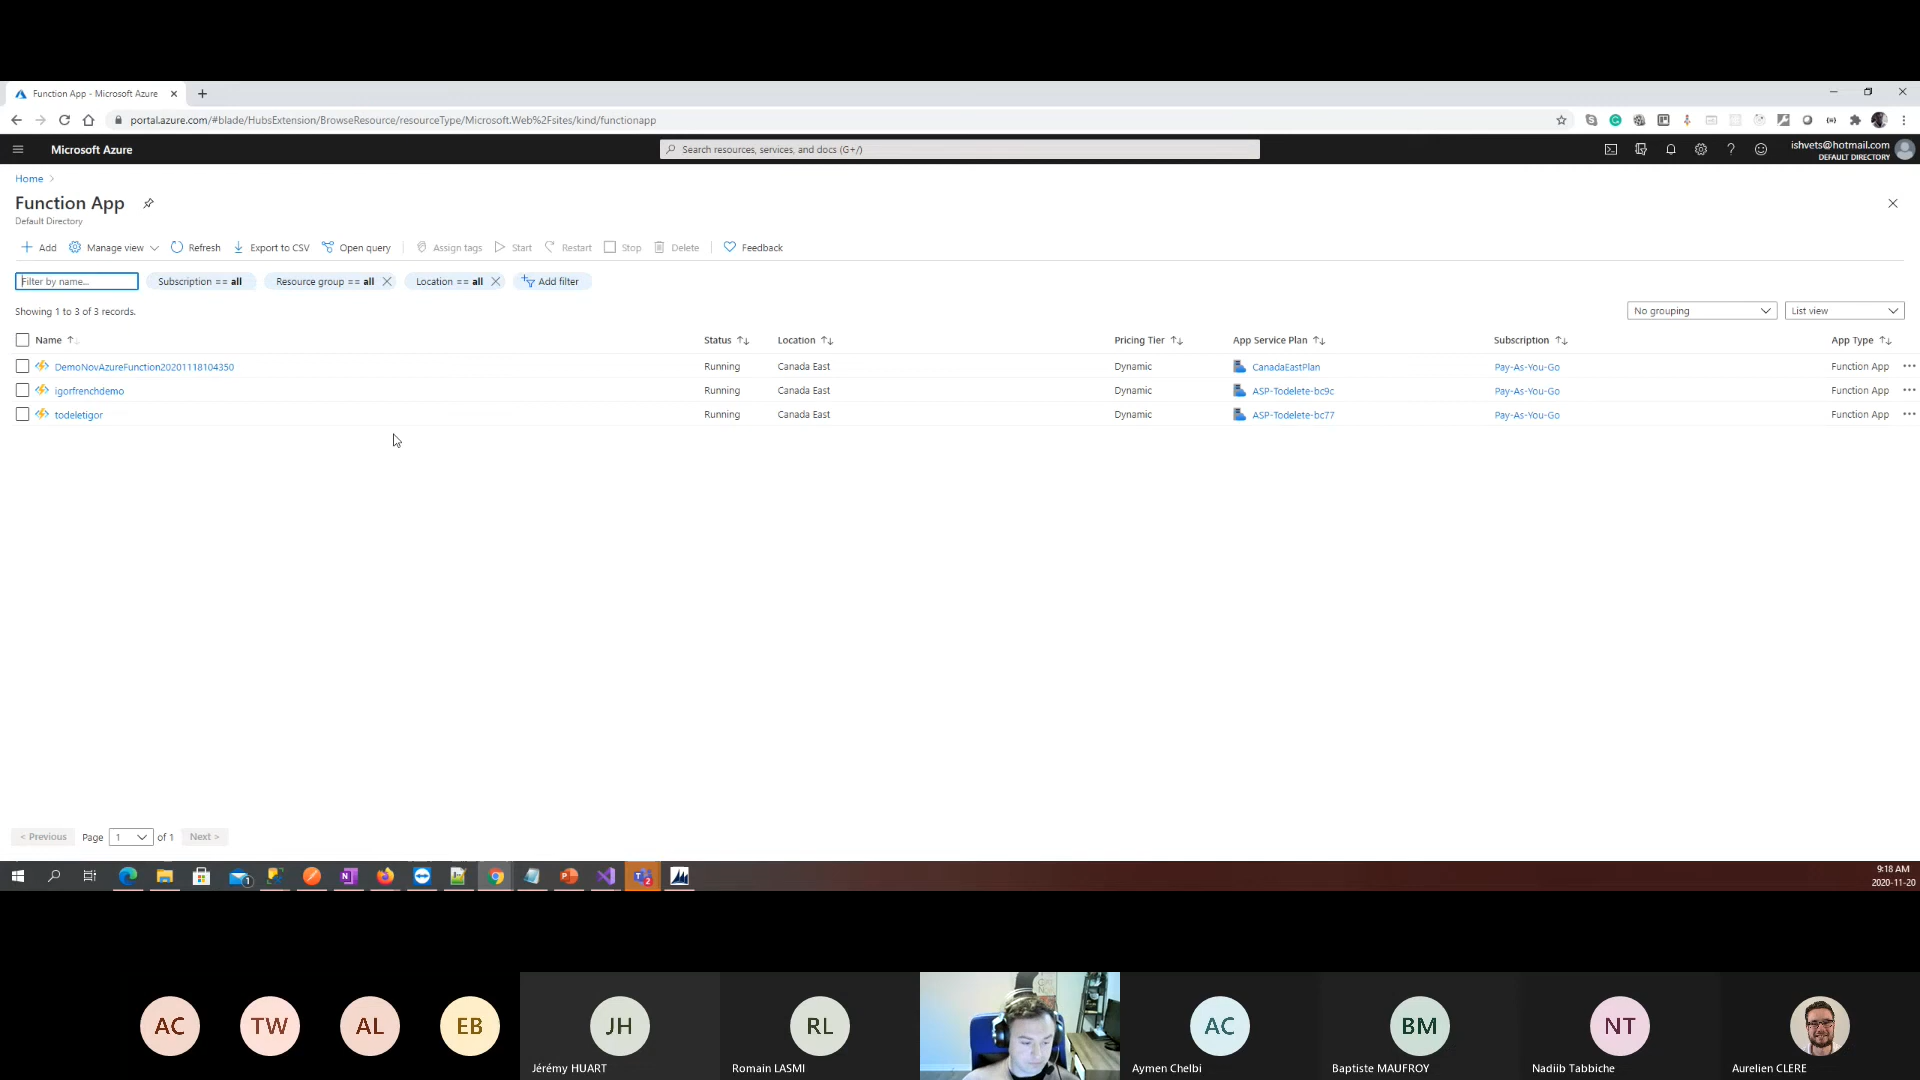 Function App - Microsoft Azure
portal.azure.com/#blade/HubsExtension/BrowseResource/resourceType/Microsoft.Web%2Fsites/kind/functionapp
Microsoft Azure
Search resources, services, and docs (G+/)
ishvets@hotmail.com
DEFAULT DIRECTORY
Home
Function App
Default Directory
Add Manage view Refresh Export to CSV Open query Assign tags Start Restart Stop Delete Feedback
Filter by name... Subscription == all Resource group == all Location == all Add filter
Showing 1 to 3 of 3 records. No grouping List view
Name Status Location Pricing Tier App Service Plan Subscription App Type
DemoNovAzureFunction20201118104350 Running Canada East Dynamic CanadaEastPlan Pay-As-You-Go Function App
igorfrenchdemo Running Canada East Dynamic ASP-Todelete-bc9c Pay-As-You-Go Function App
todeletigor Running Canada East Dynamic ASP-Todelete-bc77 Pay-As-You-Go Function App
< Previous Page 1 of 1 Next >
9:18 AM
2020-11-20
AC TW AL EB JH RL AC BM NT
Jérémy HUART Romain LASMI Aymen Chelbi Baptiste MAUFROY Nadiib Tabbiche Aurelien CLERE